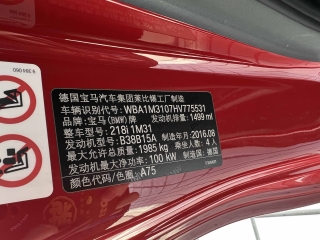 德国宝马汽车集团莱比锡工厂制造
车辆识别代号: WBA1M310THV775531
品牌: 宝马(BMW)牌 发动机排量: 1499 ml
整车型号: 218i 1M31
发动机型号: B38B15A 制造年月: 2016.08
最大允许总质量: 1985 kg 乘坐人数: 4人
发动机最大净功率: 100 kW 制造国: 德国
颜色代码/色圈 A75